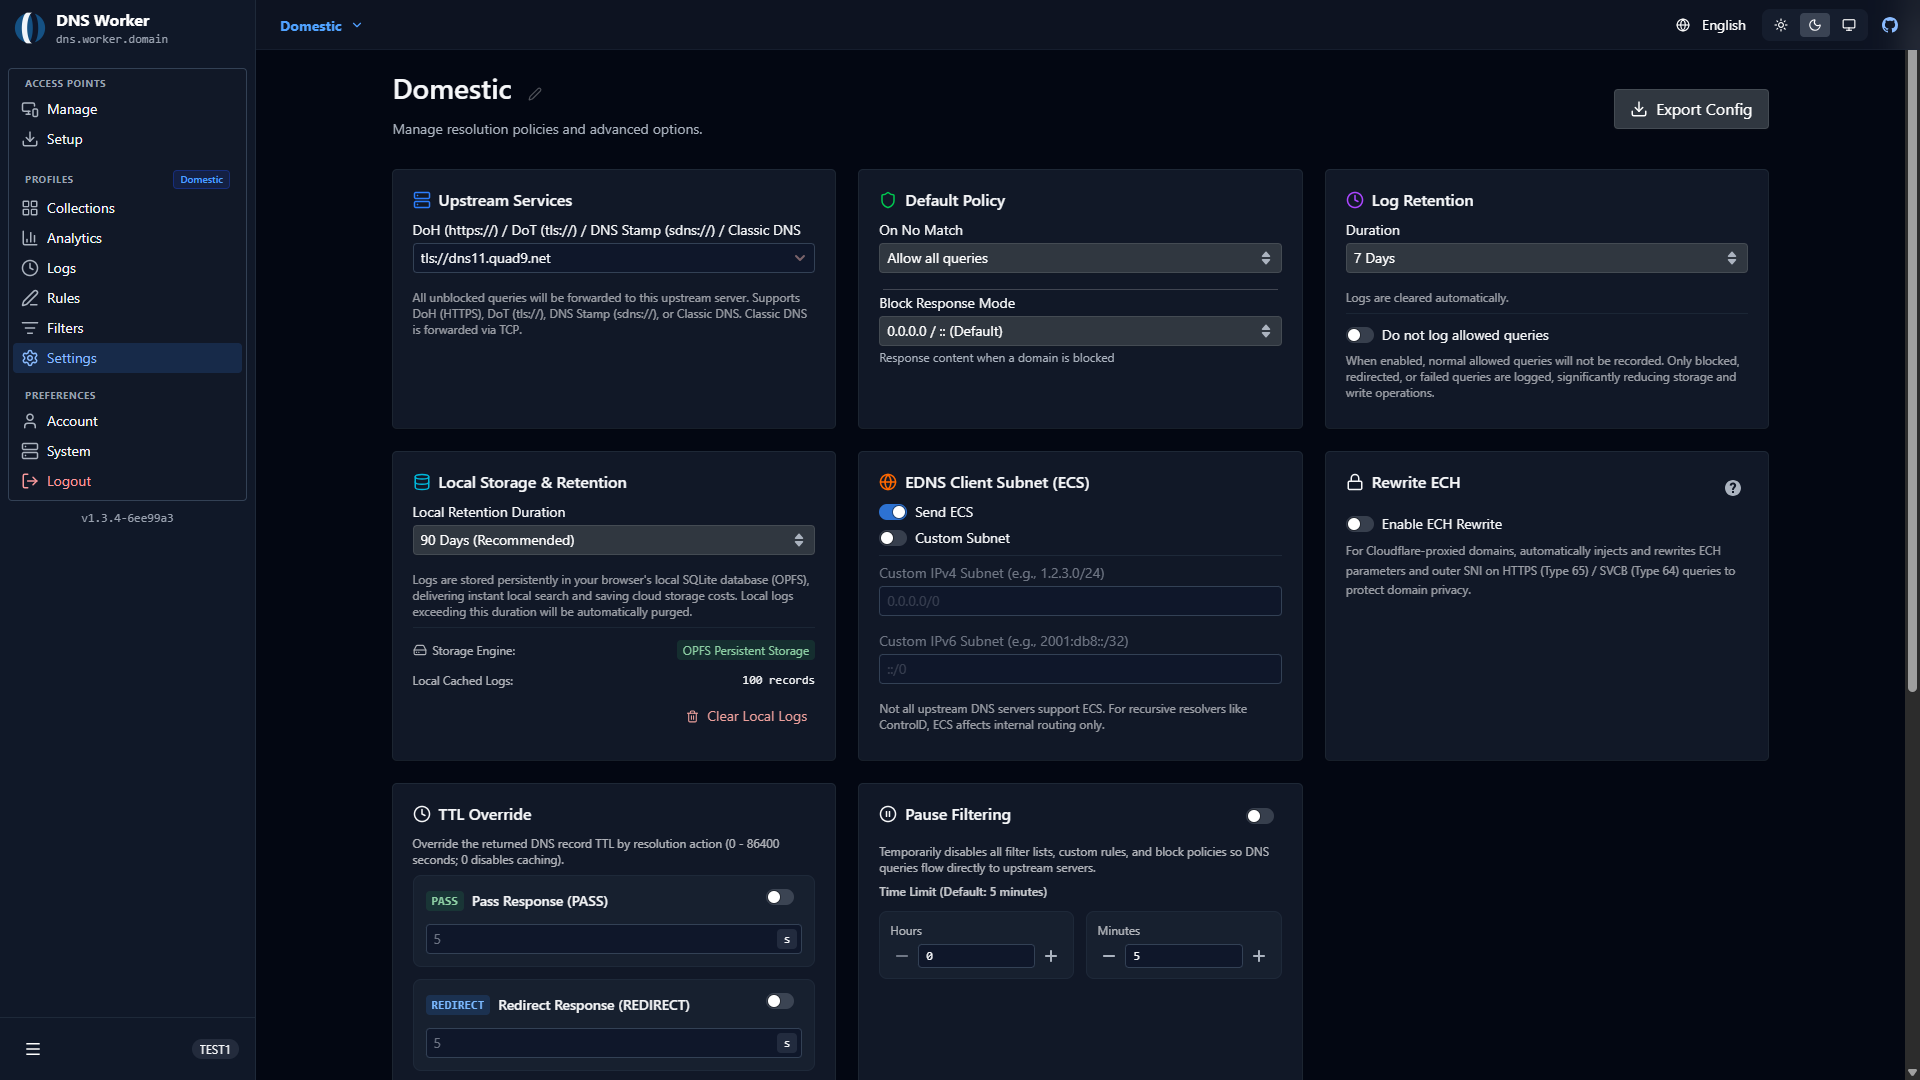 DNS Worker
dns.worker.domain
ACCESS POINTS
Manage
Setup
PROFILES
Domestic
Collections
Analytics
Logs
Rules
Filters
Settings
PREFERENCES
Account
System
Logout
v1.3.4-6ee99a3
TEST1
Domestic
English
Domestic
Manage resolution policies and advanced options.
Export Config
Upstream Services
DoH (https://) / DoT (tls://) / DNS Stamp (sdns://) / Classic DNS
tls://dns11.quad9.net
All unblocked queries will be forwarded to this upstream server. Supports
DoH (HTTPS), DoT (tls://), DNS Stamp (sdns://), or Classic DNS. Classic DNS
is forwarded via TCP.
Default Policy
On No Match
Allow all queries
Block Response Mode
0.0.0.0 / :: (Default)
Response content when a domain is blocked
Log Retention
Duration
7 Days
Logs are cleared automatically.
Do not log allowed queries
When enabled, normal allowed queries will not be recorded. Only blocked,
redirected, or failed queries are logged, significantly reducing storage and
write operations.
Local Storage & Retention
Local Retention Duration
90 Days (Recommended)
Logs are stored persistently in your browser's local SQLite database (OPFS),
delivering instant local search and saving cloud storage costs. Local logs
exceeding this duration will be automatically purged.
Storage Engine:
OPFS Persistent Storage
Local Cached Logs:
100 records
Clear Local Logs
EDNS Client Subnet (ECS)
Send ECS
Custom Subnet
Custom IPv4 Subnet (e.g., 1.2.3.0/24)
0.0.0.0/0
Custom IPv6 Subnet (e.g., 2001:db8::/32)
::/0
Not all upstream DNS servers support ECS. For recursive resolvers like
ControlD, ECS affects internal routing only.
Rewrite ECH
?
Enable ECH Rewrite
For Cloudflare-proxied domains, automatically injects and rewrites ECH
parameters and outer SNI on HTTPS (Type 65) / SVCB (Type 64) queries to
protect domain privacy.
TTL Override
Override the returned DNS record TTL by resolution action (0 - 86400
seconds; 0 disables caching).
PASS
Pass Response (PASS)
5
s
REDIRECT
Redirect Response (REDIRECT)
5
s
Pause Filtering
Temporarily disables all filter lists, custom rules, and block policies so DNS
queries flow directly to upstream servers.
Time Limit (Default: 5 minutes)
Hours
0
Minutes
5